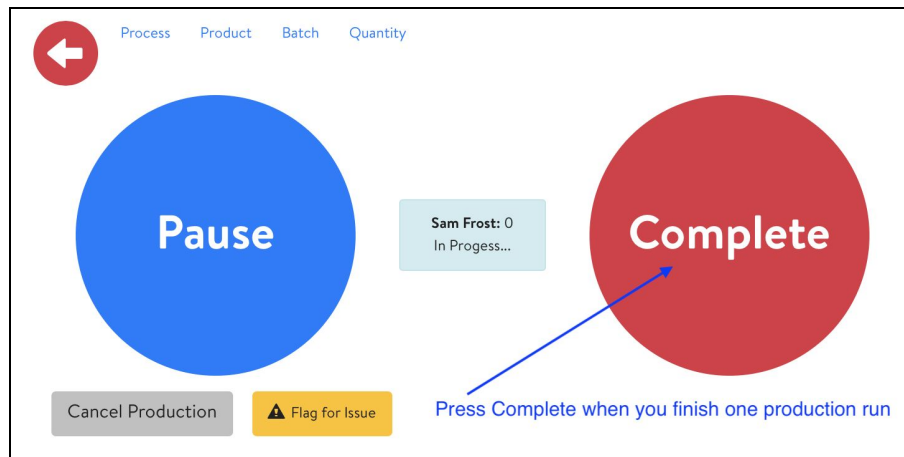 Process Product Batch Quantity
Pause
Sam Frost: 0
In Progess...
Complete
Cancel Production
Flag for Issue
Press Complete when you finish one production run